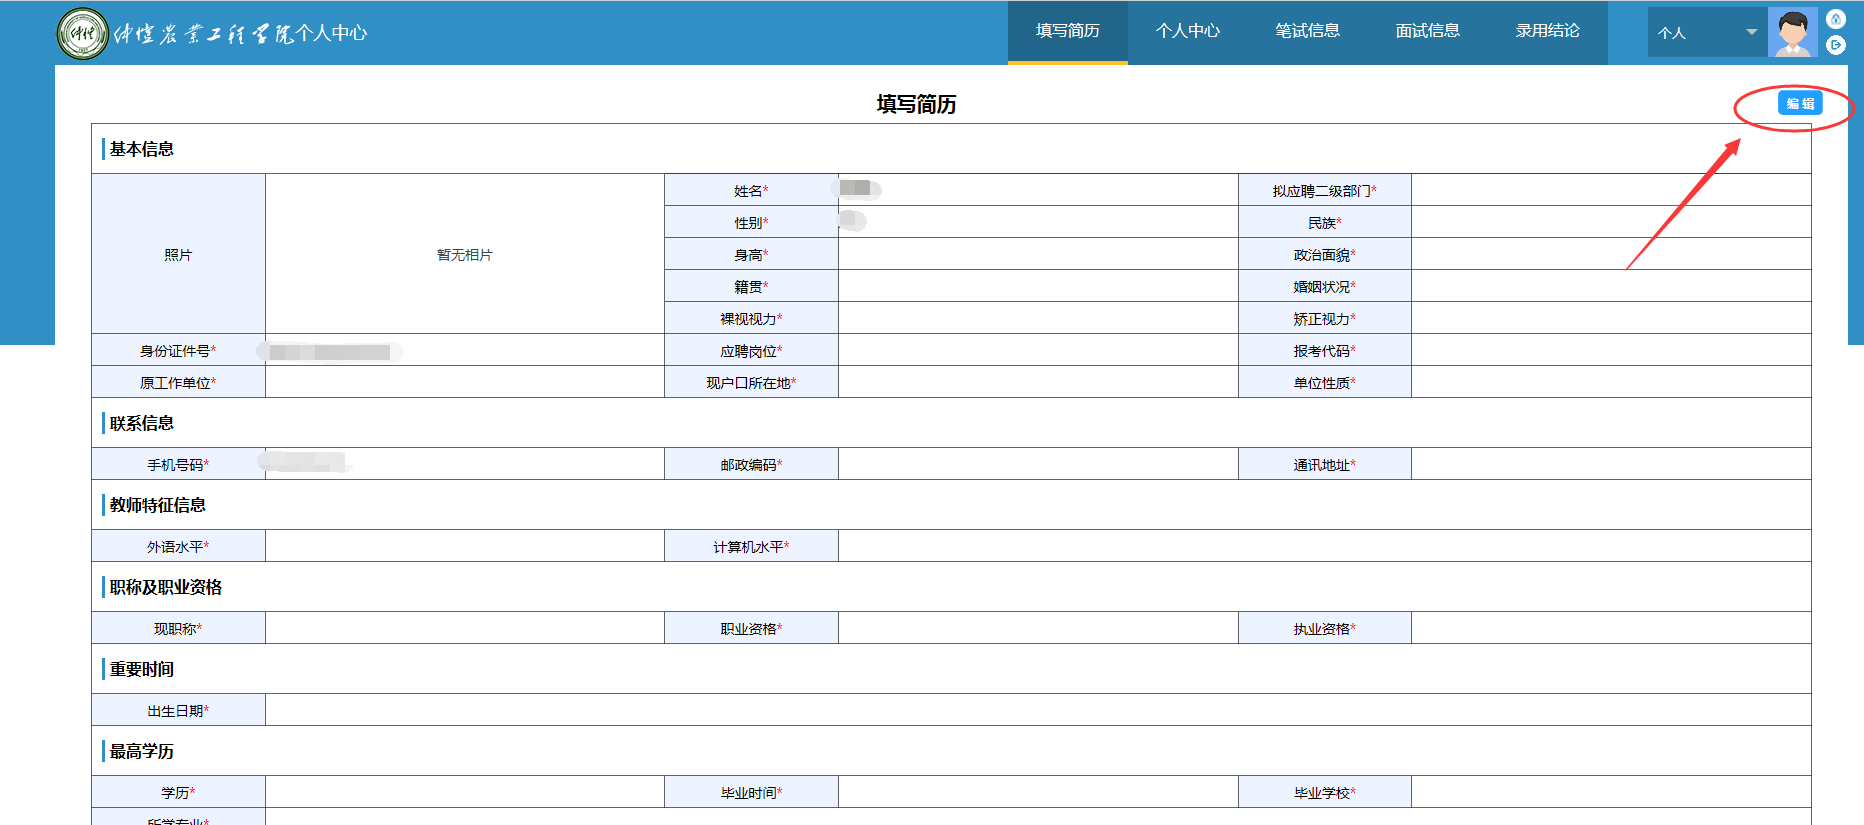 仲恺农业工程学院个人中心
填写简历 个人中心 笔试信息 面试信息 录用结论 个人
填写简历 编辑
基本信息
照片 暂无相片
姓名* 拟应聘二级部门*
性别* 民族*
身高* 政治面貌*
籍贯* 婚姻状况*
裸视视力* 矫正视力*
身份证件号* 应聘岗位* 报考代码*
原工作单位* 现户口所在地* 单位性质*
联系信息
手机号码* 邮政编码* 通讯地址*
教师特征信息
外语水平* 计算机水平*
职称及职业资格
现职称* 职业资格* 执业资格*
重要时间
出生日期*
最高学历
学历* 毕业时间* 毕业学校*
所学专业*